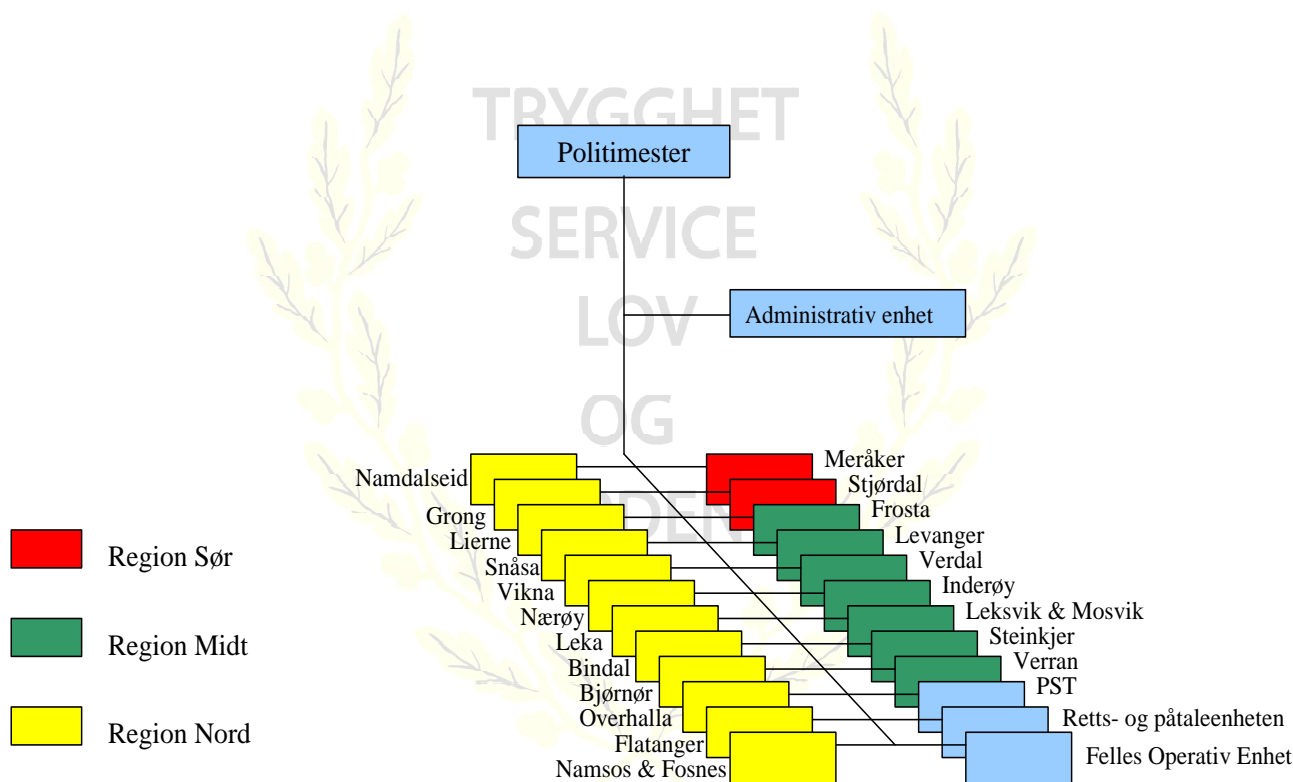 TRYGGHET
Politimester
SERVICE
Administrativ enhet
LOV
OG
Namdalseid
Meråker
Grong
Stjørdal
Lierne
Frosta
Snåsa
Levanger
Vikna
Verdal
Nærøy
Inderøy
Leka
Leksvik & Mosvik
Bindal
Steinkjer
Bjørnør
Verran
Overhalla
PST
Flatanger
Retts- og påtaleenheten
Namsos & Fosnes
Felles Operativ Enhet
Region Sør
Region Midt
Region Nord